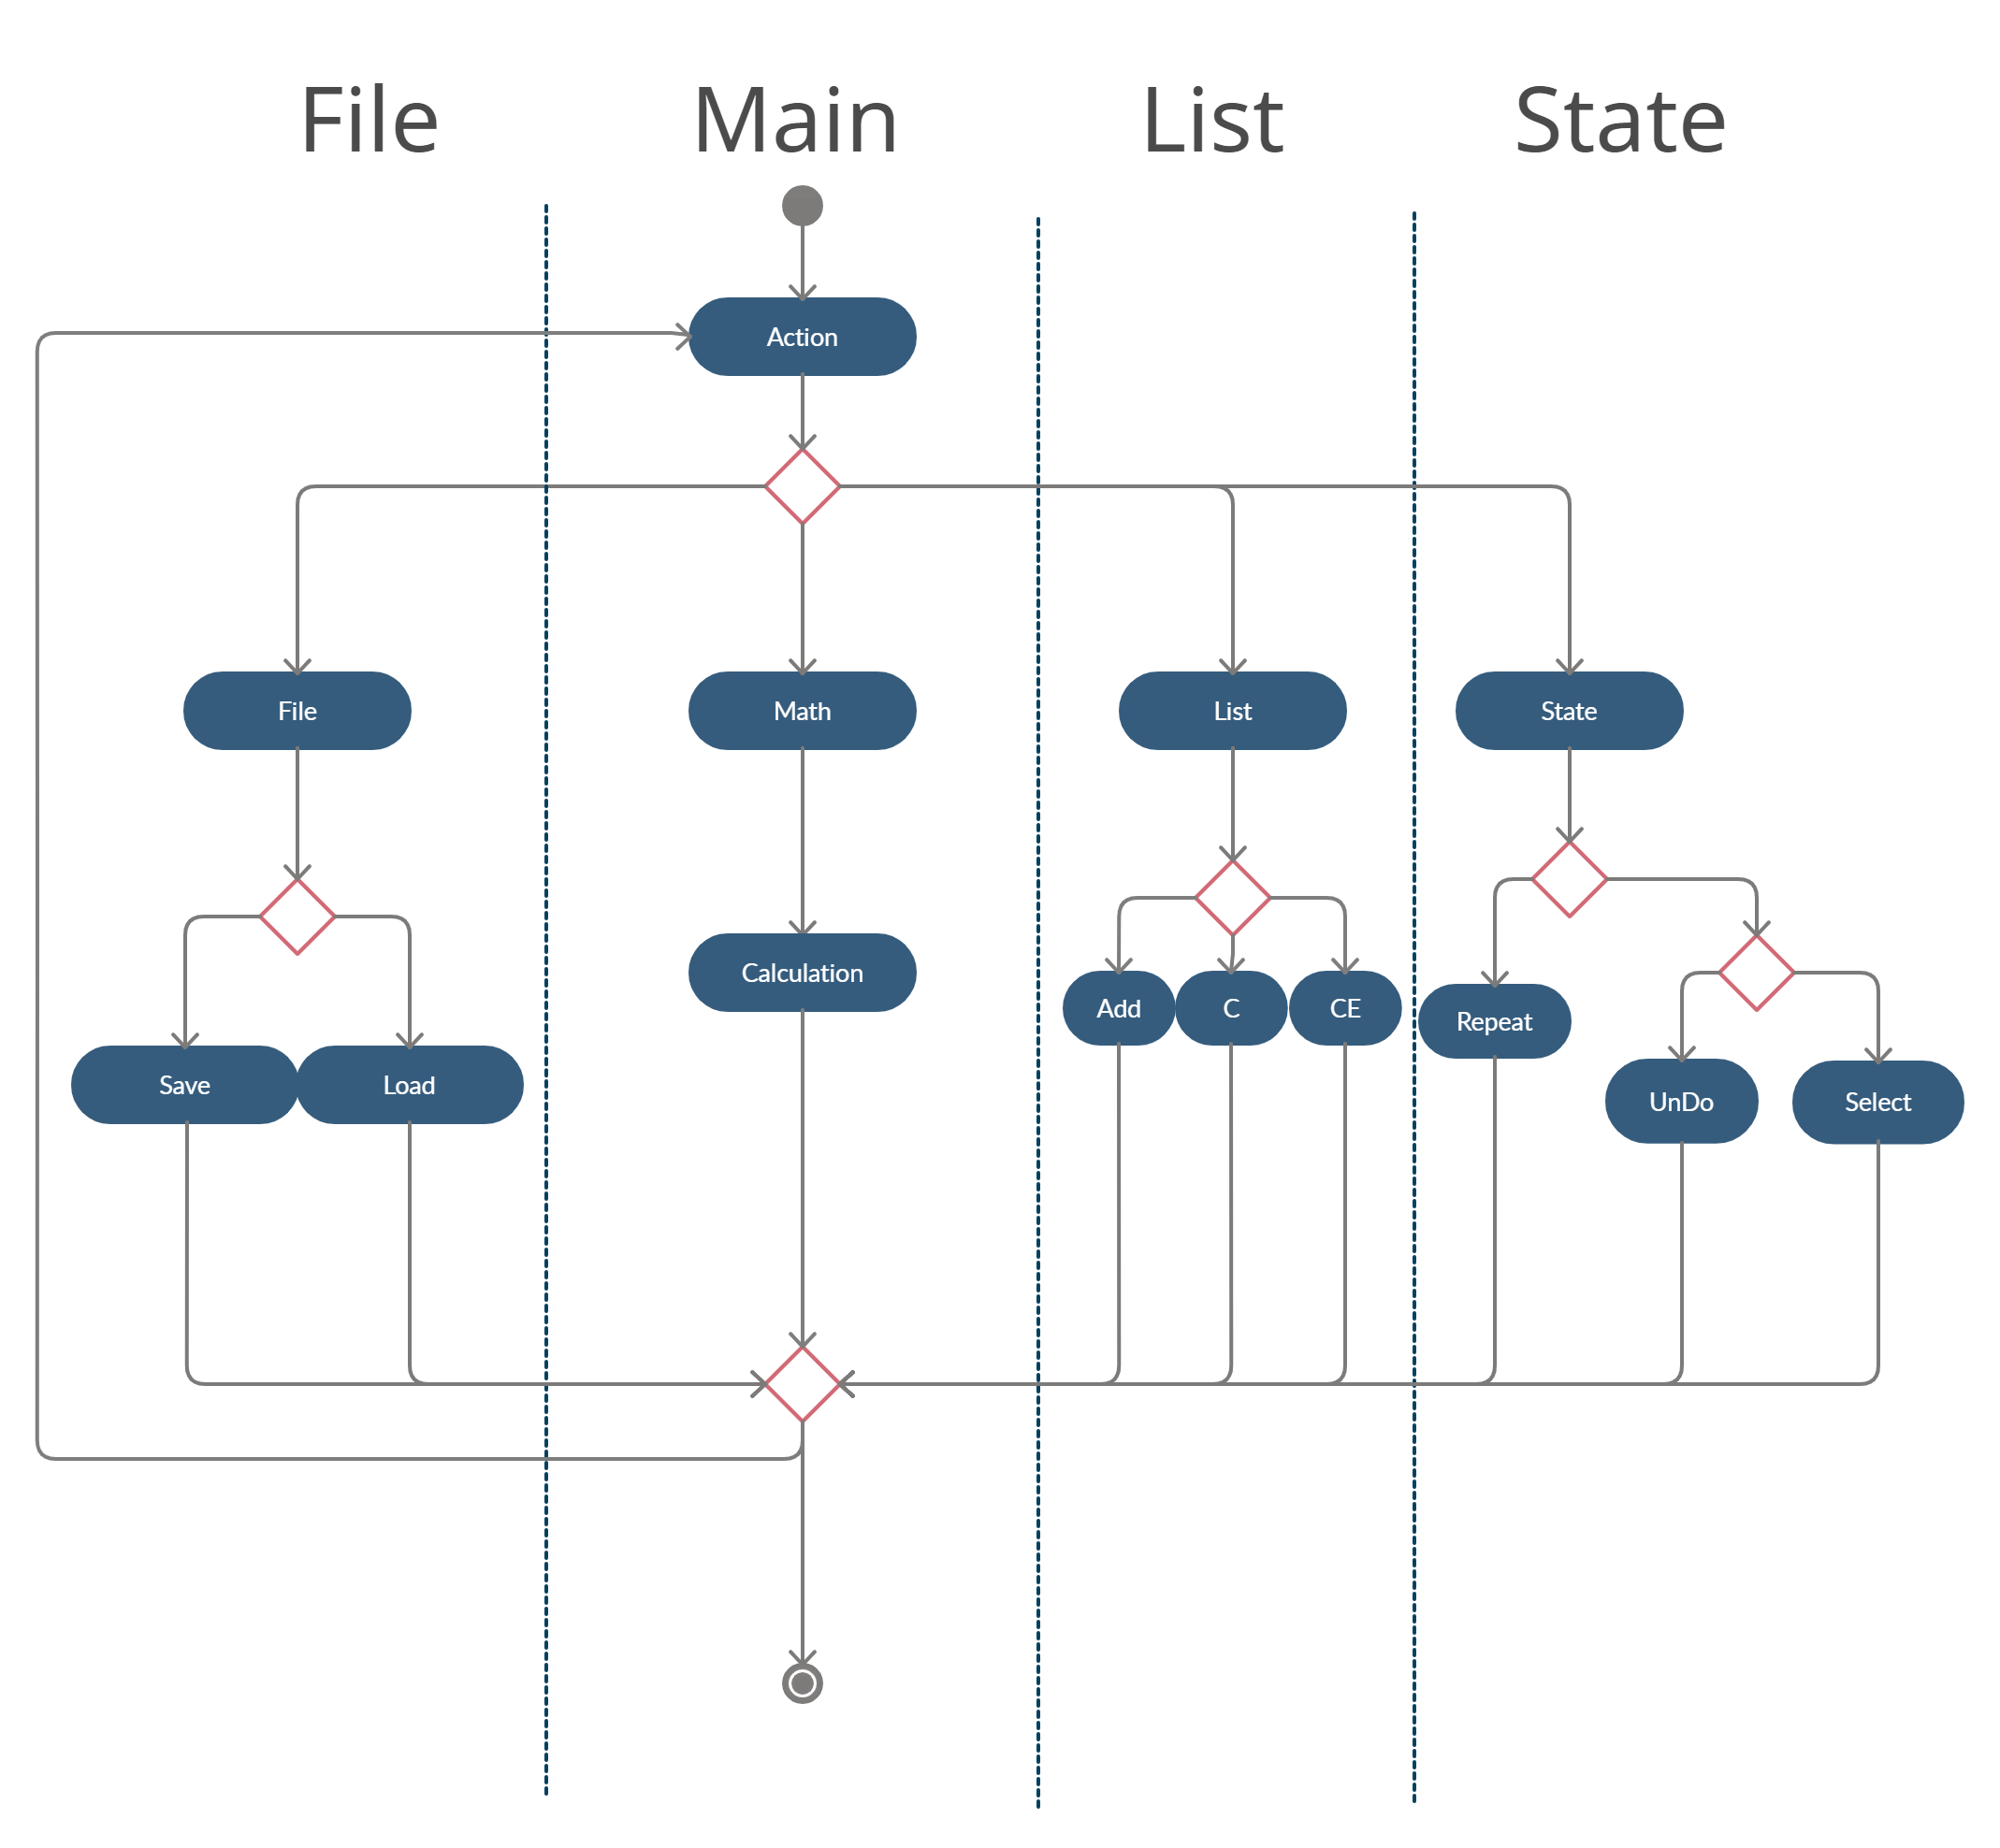 File
Main
List
State
Action
File
Math
List
State
Calculation
Add
C
CE
Repeat
Save
Load
UnDo
Select